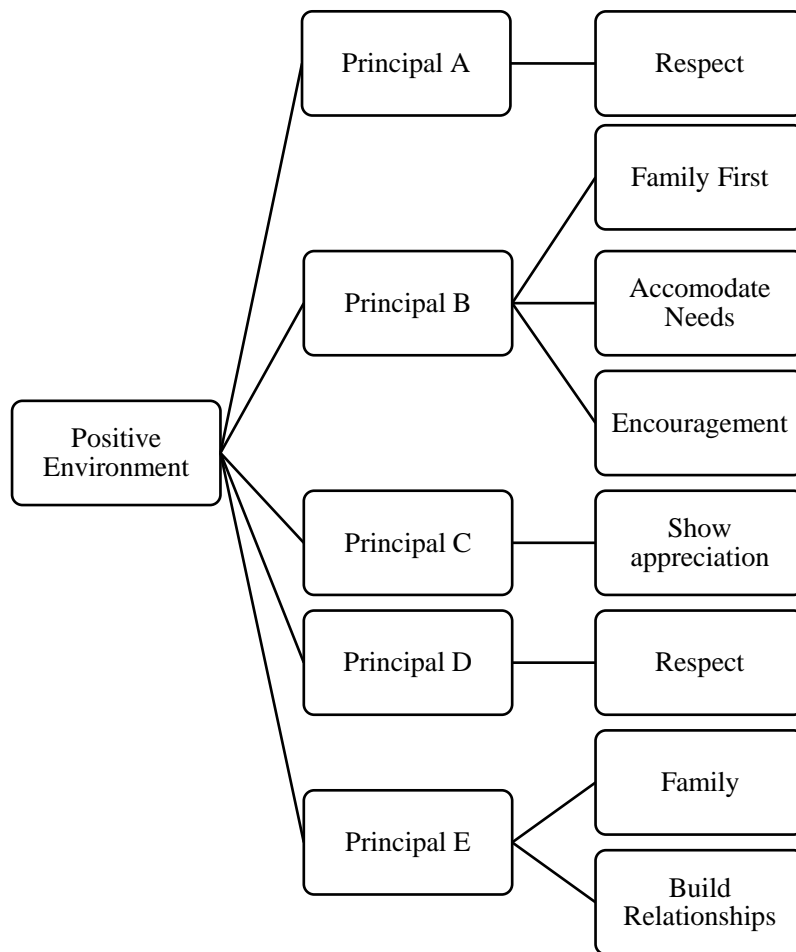 Positive
Environment
Principal A
Respect
Principal B
Family First
Accomodate
Needs
Encouragement
Principal C
Show
appreciation
Principal D
Respect
Principal E
Family
Build
Relationships